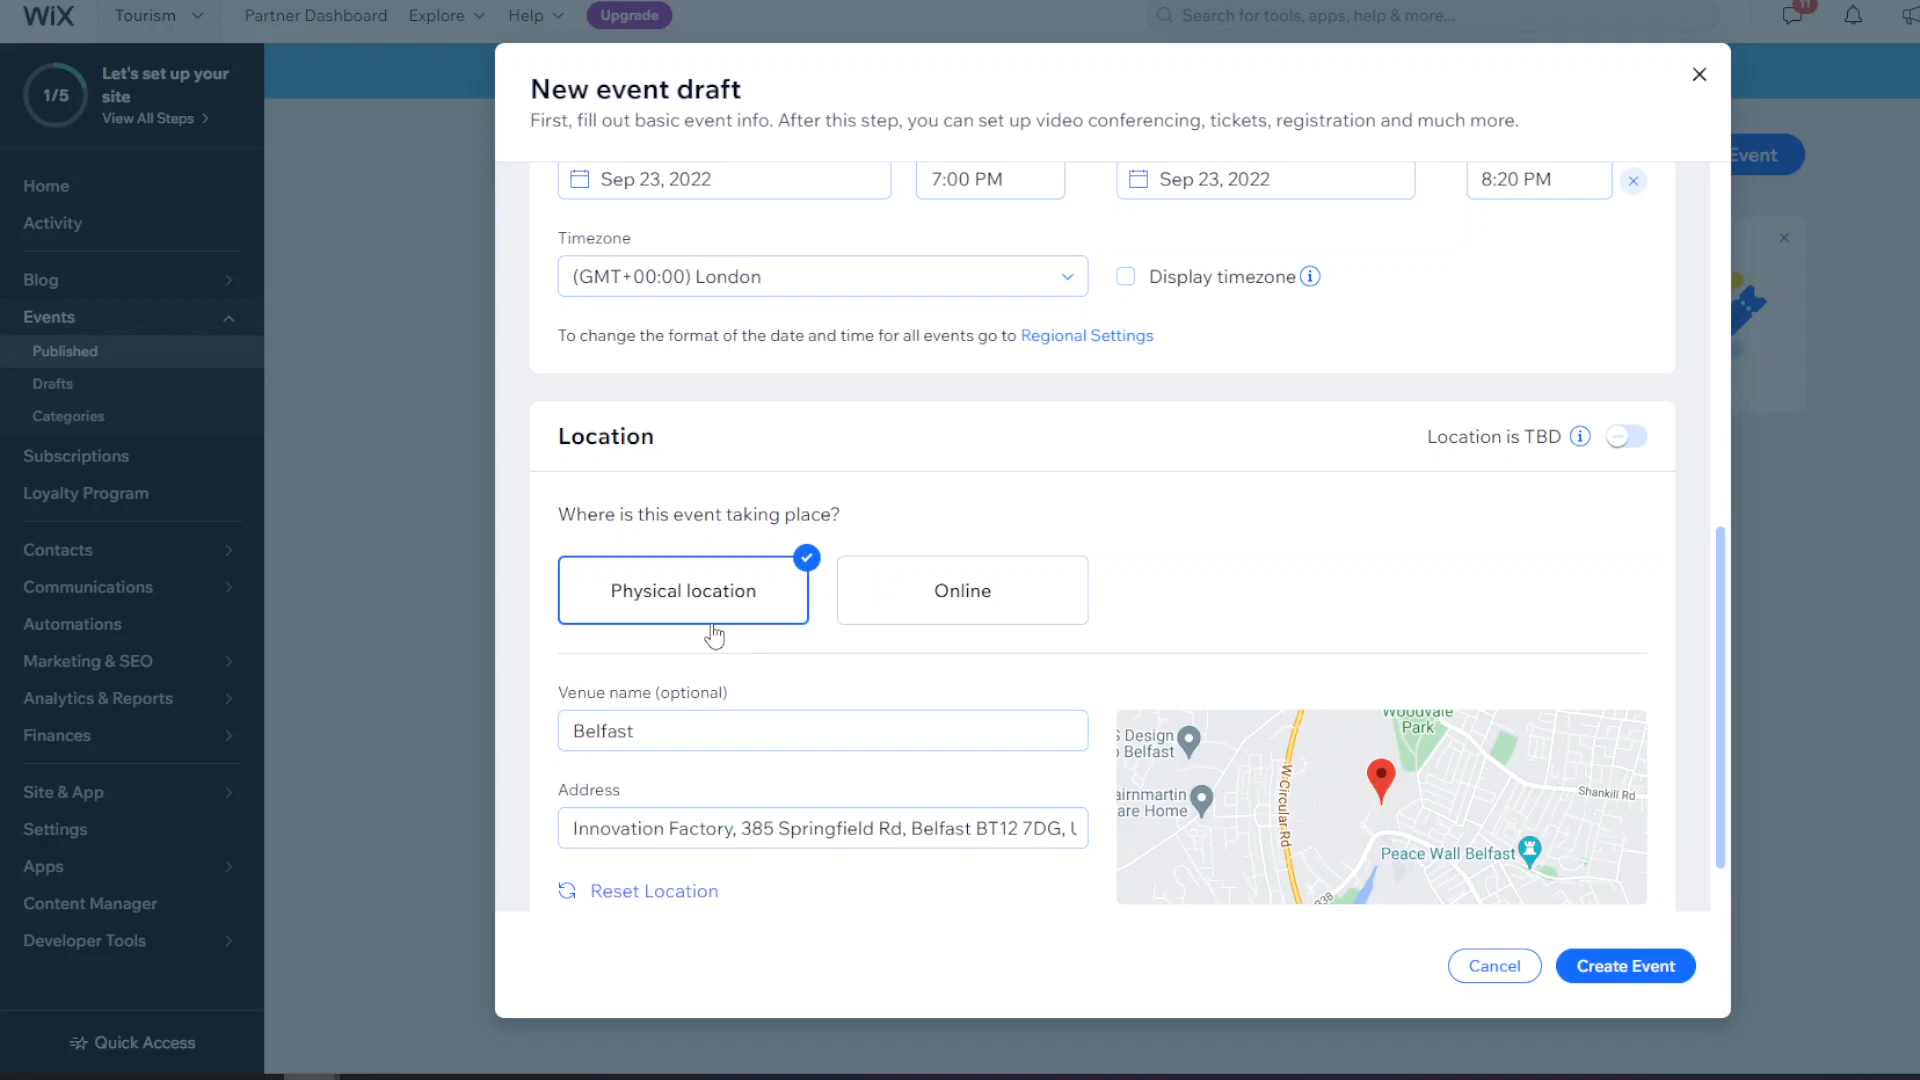 WiX
Tourism
Partner Dashboard
Explore
Help
Upgrade
Search for tools, apps, help & more...
11
1/5
Let's set up your
site
View All Steps
Home
Activity
Blog
Events
Published
Drafts
Categories
Subscriptions
Loyalty Program
Contacts
Communications
Automations
Marketing & SEO
Analytics & Reports
Finances
Site & App
Settings
Apps
Content Manager
Developer Tools
Quick Access
Event
New event draft
First, fill out basic event info. After this step, you can set up video conferencing, tickets, registration and much more.
Sep 23, 2022
7:00 PM
Sep 23, 2022
8:20 PM
Timezone
(GMT+00:00) London
Display timezone
To change the format of the date and time for all events go to Regional Settings
Location
Location is TBD
Where is this event taking place?
Physical location
Online
Venue name (optional)
Belfast
Address
Innovation Factory, 385 Springfield Rd, Belfast BT12 7DG, U
Reset Location
Woodvale
Park
S Design
Belfast
airnmartin
are Home
W Circular Rd
Shankill Rd
Peace Wall Belfast
B38
Cancel
Create Event